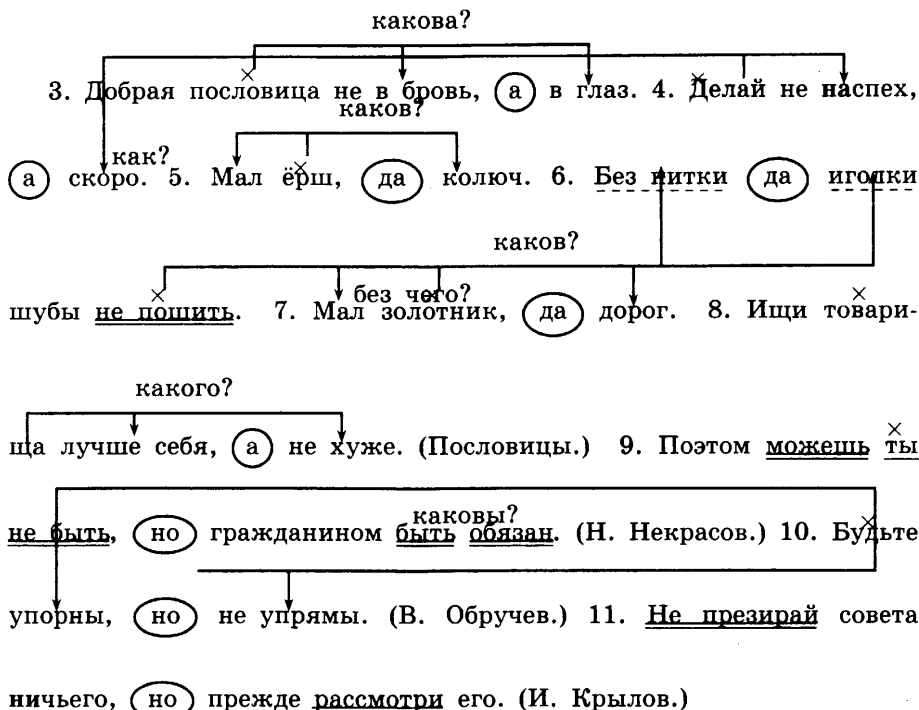 какова?
3. Добрая пословица не в бровь, а в глаз. 4. Делай не наспех,
каков?
как?
а скоро. 5. Мал ёрш, да колюч. 6. Без нитки да иголки
каков?
без чего?
шубы не пошить. 7. Мал золотник, да дорог. 8. Ищи товари-
какого?
ща лучше себя, а не хуже. (Пословицы.) 9. Поэтом можешь ты
каковы?
не быть, но гражданином быть обязан. (Н. Некрасов.) 10. Будьте
упорны, но не упрямы. (В. Обручев.) 11. Не презирай совета
ничьего, но прежде рассмотри его. (И. Крылов.)